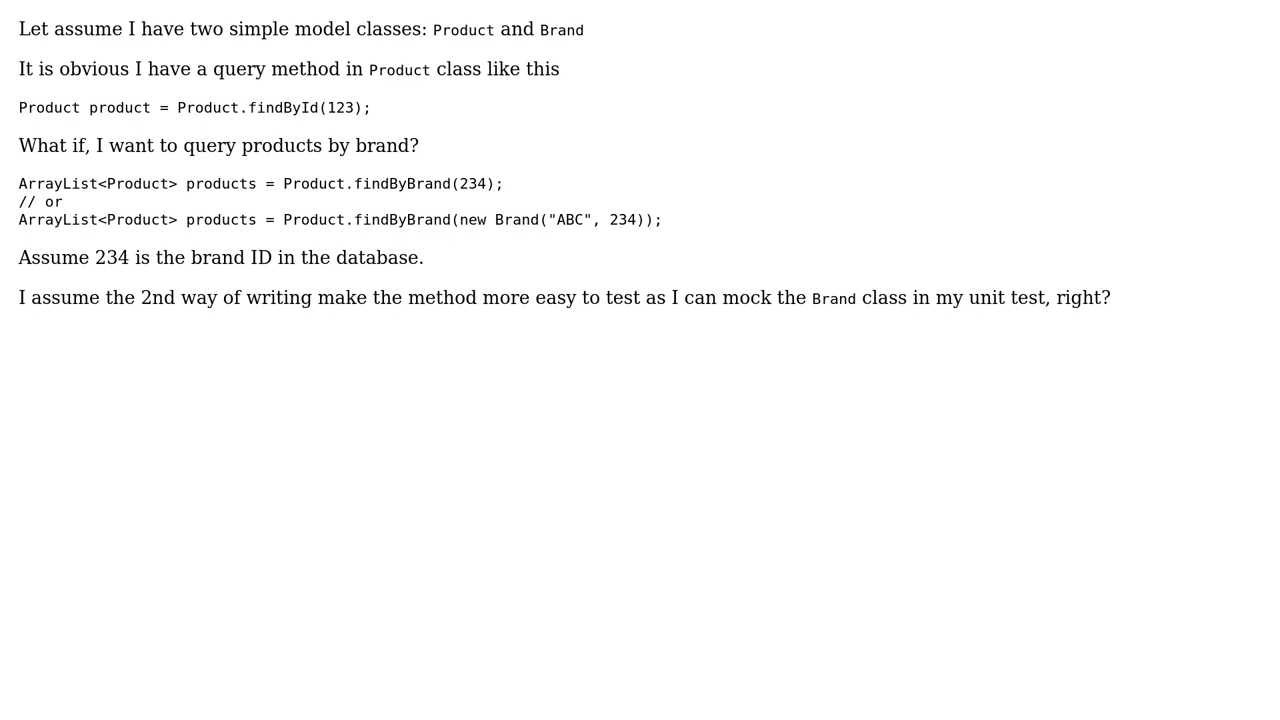 Let assume I have two simple model classes: Product and Brand
It is obvious I have a query method in Product class like this
Product product = Product.findById(123);
What if, I want to query products by brand?
ArrayList<Product> products = Product.findByBrand(234);
// or
ArrayList<Product> products = Product.findByBrand(new Brand("ABC", 234));
Assume 234 is the brand ID in the database.
I assume the 2nd way of writing make the method more easy to test as I can mock the Brand class in my unit test, right?